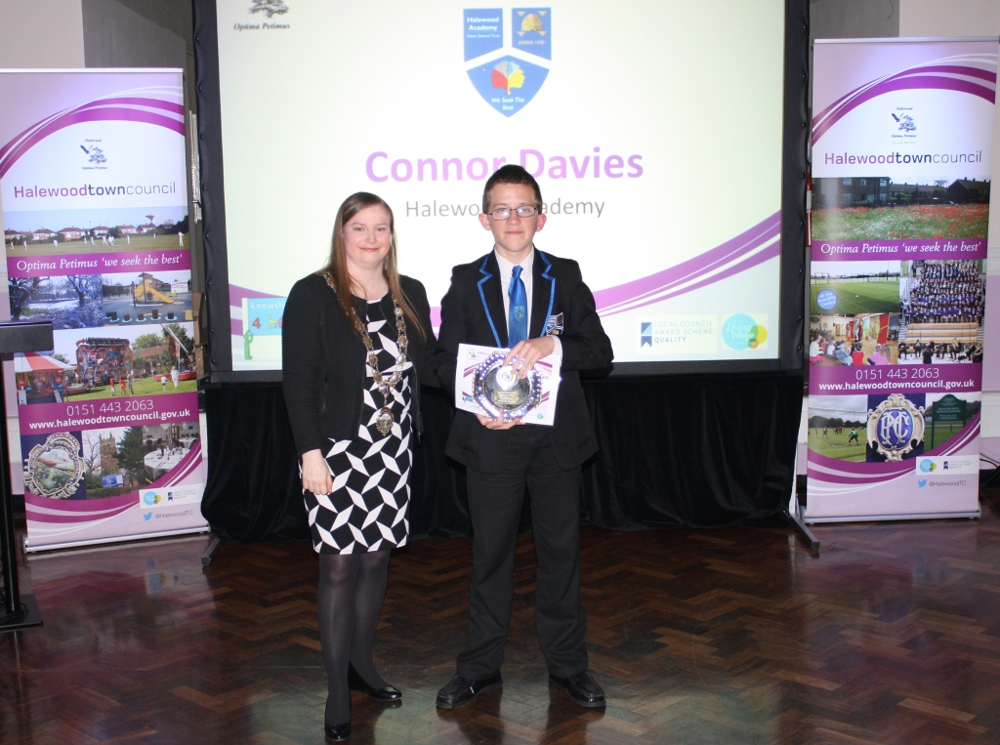 Optima Petimus
Halewood
Academy
We Seek The
Best
Connor Davies
Halewood Academy
LOCAL COUNCIL
AWARD SCHEME
QUALITY
Halewood
Optima Petimus
Halewoodtowncouncil
Optima Petimus 'we seek the best'
0151 443 2063
www.halewoodtowncouncil.gov.uk
@HalewoodTC
Halewood
Optima Petimus
Halewoodtowncouncil
Optima Petimus 'we seek the best'
0151 443 2063
www.halewoodtowncouncil.gov.uk
@HalewoodTC